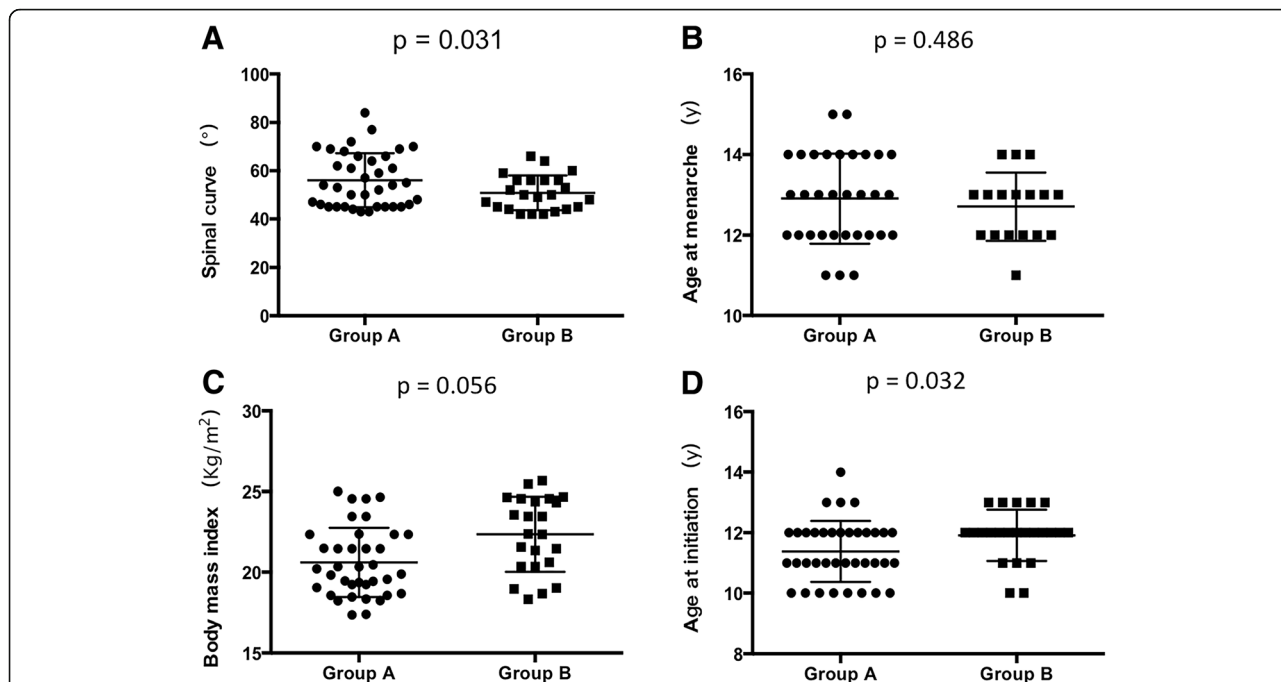 A
p = 0.031
100
80
60
40
20
0
Spinal curve (°)
Group A
Group B
B
p = 0.486
16
14
12
10
Age at menarche (y)
Group A
Group B
C
p = 0.056
30
25
20
15
Body mass index (Kg/m²)
Group A
Group B
D
p = 0.032
16
14
12
10
8
Age at initiation (y)
Group A
Group B